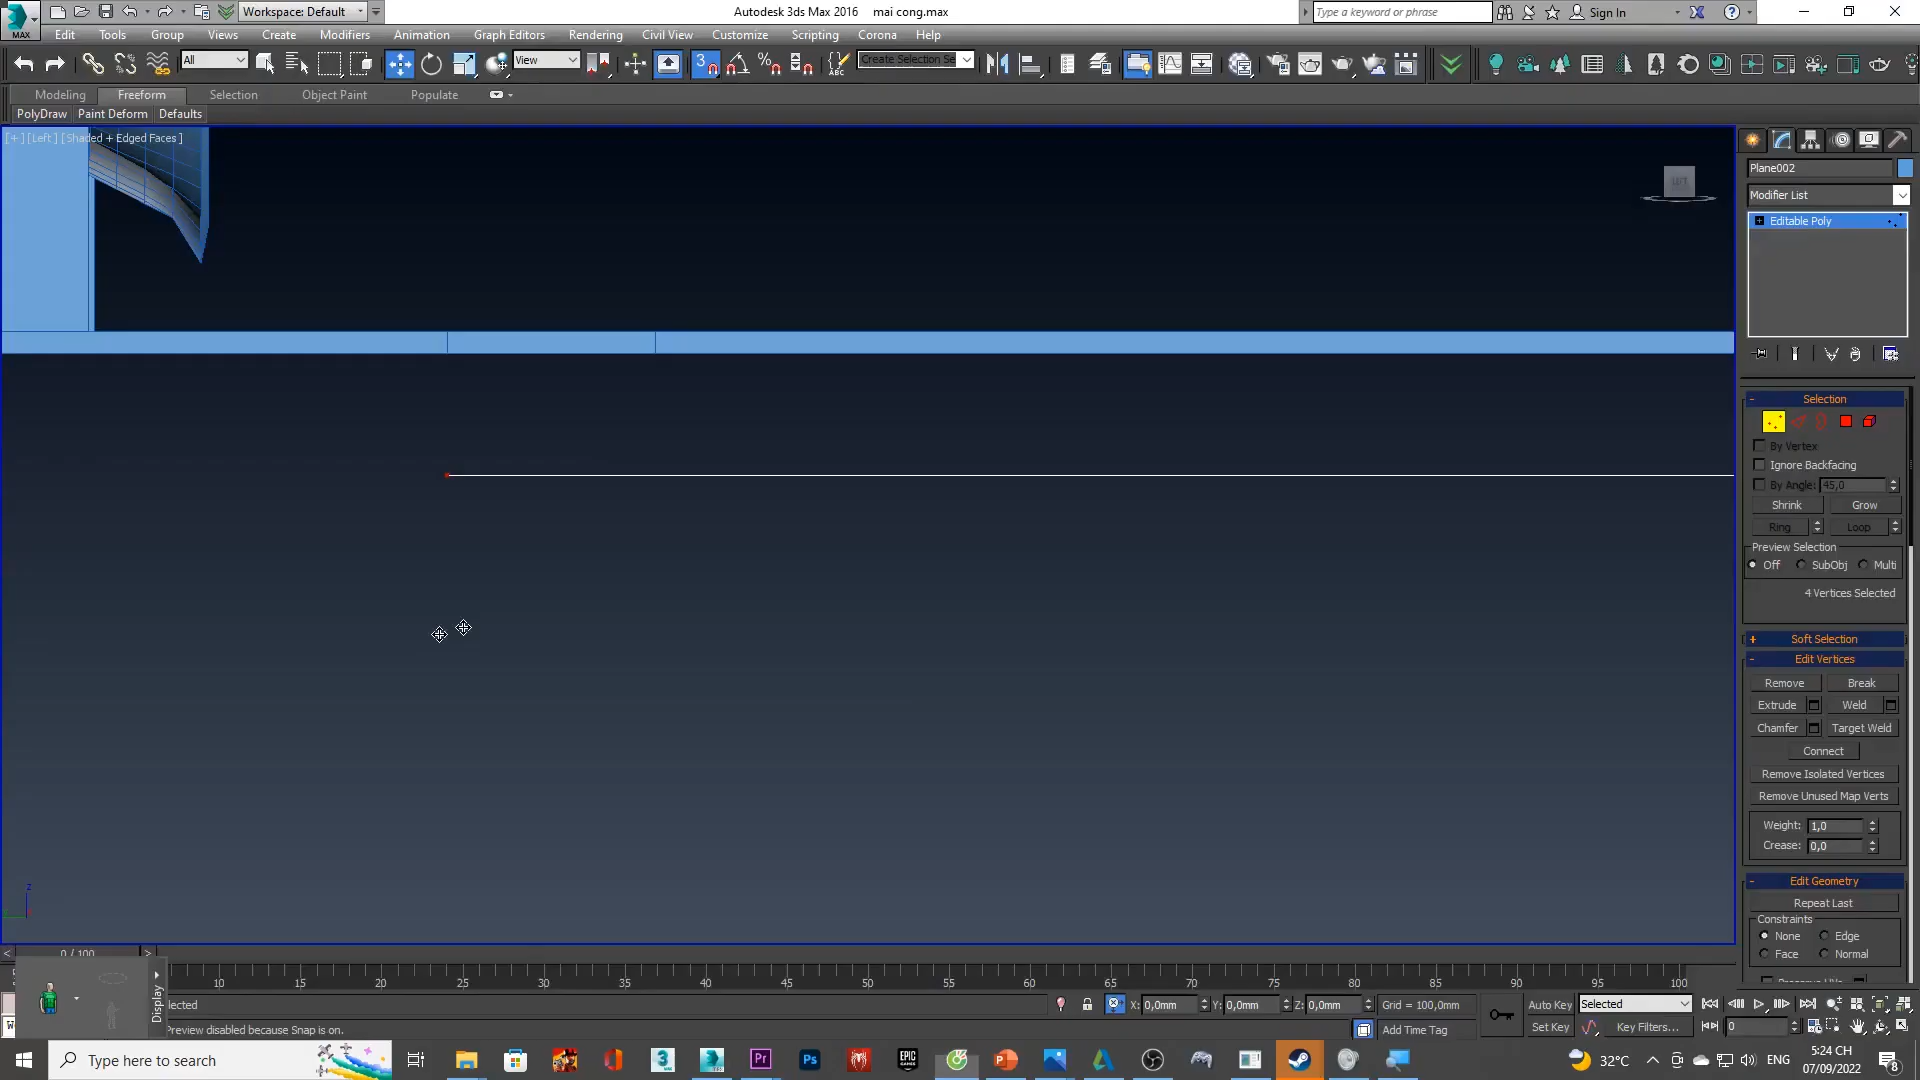 Workspace: Default
Autodesk 3ds Max 2016 mai cong.max
Type a keyword or phrase
Sign In
MAX
Edit Tools Group Views Create Modifiers Animation Graph Editors Rendering Civil View Customize Scripting Corona Help
All
View
3
ABC
Create Selection Se
Modeling Freeform Selection Object Paint Populate
PolyDraw Paint Deform Defaults
[+] [Left] [Shaded + Edged Faces]
Plane002
Modifier List
Editable Poly
Selection
By Vertex
Ignore Backfacing
By Angle: 45,0
Shrink Grow
Ring Loop
Preview Selection
Off SubObj Multi
4 Vertices Selected
Soft Selection
Edit Vertices
Remove Break
Extrude Weld
Chamfer Target Weld
Connect
Remove Isolated Vertices
Remove Unused Map Verts
Weight: 1,0
Crease: 0,0
Edit Geometry
Repeat Last
Constraints
None Edge
Face Normal
z
0 / 100
10 15 20 25 30 35 40 45 50 55 60 65 70 75 80 85 90 95 100
Display
lected
X: 0,0mm Y: 0,0mm Z: 0,0mm Grid = 100,0mm
Auto Key Selected
Preview disabled because Snap is on.
Add Time Tag
Set Key Key Filters... 0
Type here to search
32°C ENG
5:24 CH
07/09/2022
8